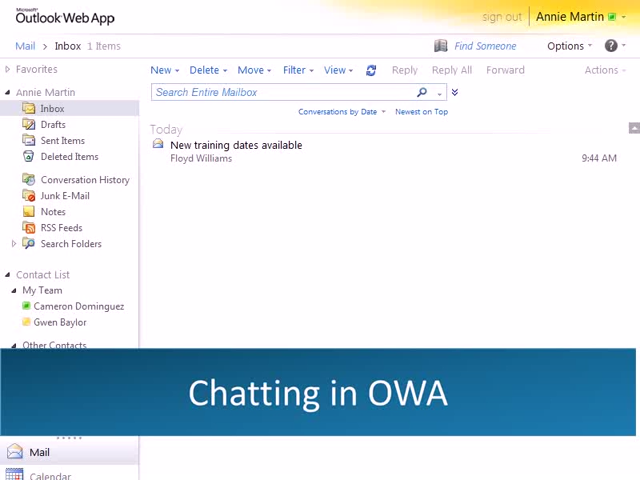 Microsoft
Outlook Web App
sign out Annie Martin
Mail > Inbox 1 Items
Find Someone Options ?
Favorites
Annie Martin
Inbox
Drafts
Sent Items
Deleted Items
Conversation History
Junk E-Mail
Notes
RSS Feeds
Search Folders
Contact List
My Team
Cameron Dominguez
Gwen Baylor
Other Contacts
Mail
Calendar
New Delete Move Filter View Reply Reply All Forward Actions
Search Entire Mailbox
Conversations by Date Newest on Top
Today
New training dates available
Floyd Williams 9:44 AM
Chatting in OWA